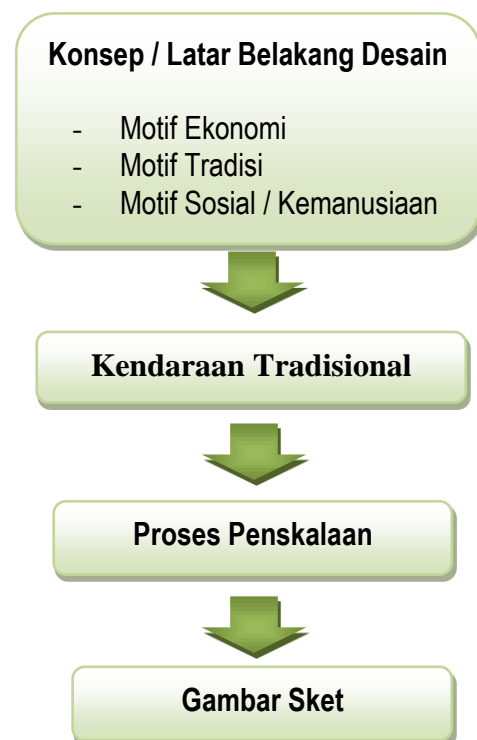 Konsep / Latar Belakang Desain
- Motif Ekonomi
- Motif Tradisi
- Motif Sosial / Kemanusiaan
Kendaraan Tradisional
Proses Penskalaan
Gambar Sket